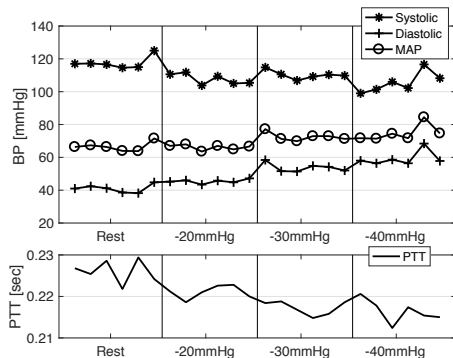 Systolic
Diastolic
MAP
BP [mmHg]
140
120
100
80
60
40
20
Rest
-20mmHg
-30mmHg
-40mmHg
PTT
PTT [sec]
0.23
0.22
0.21
Rest
-20mmHg
-30mmHg
-40mmHg